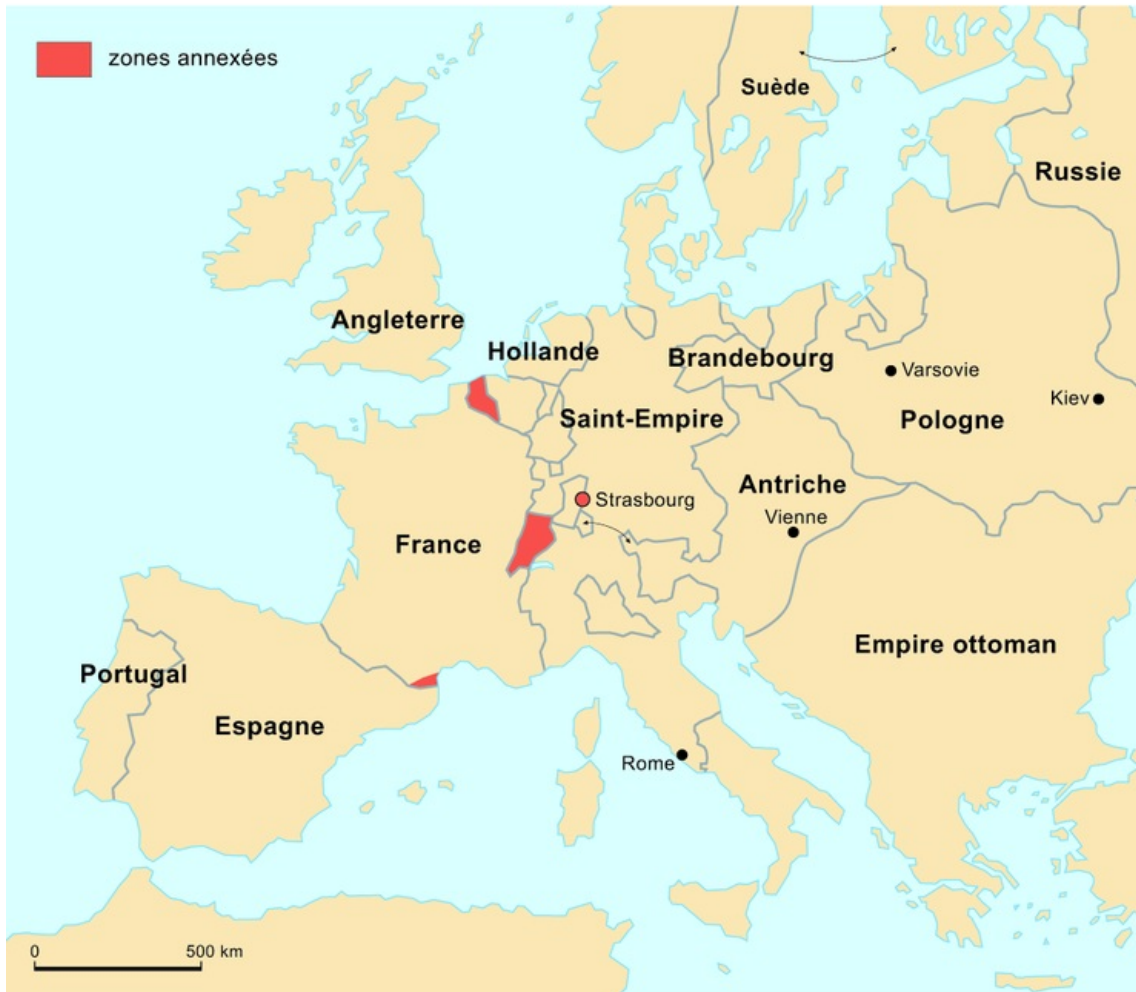 zones annexées
Suède
Russie
Angleterre
Hollande
Brandebourg
Varsovie
Kiev
Saint-Empire
Pologne
Antriche
Strasbourg
Vienne
France
Empire ottoman
Portugal
Espagne
Rome
0 500 km